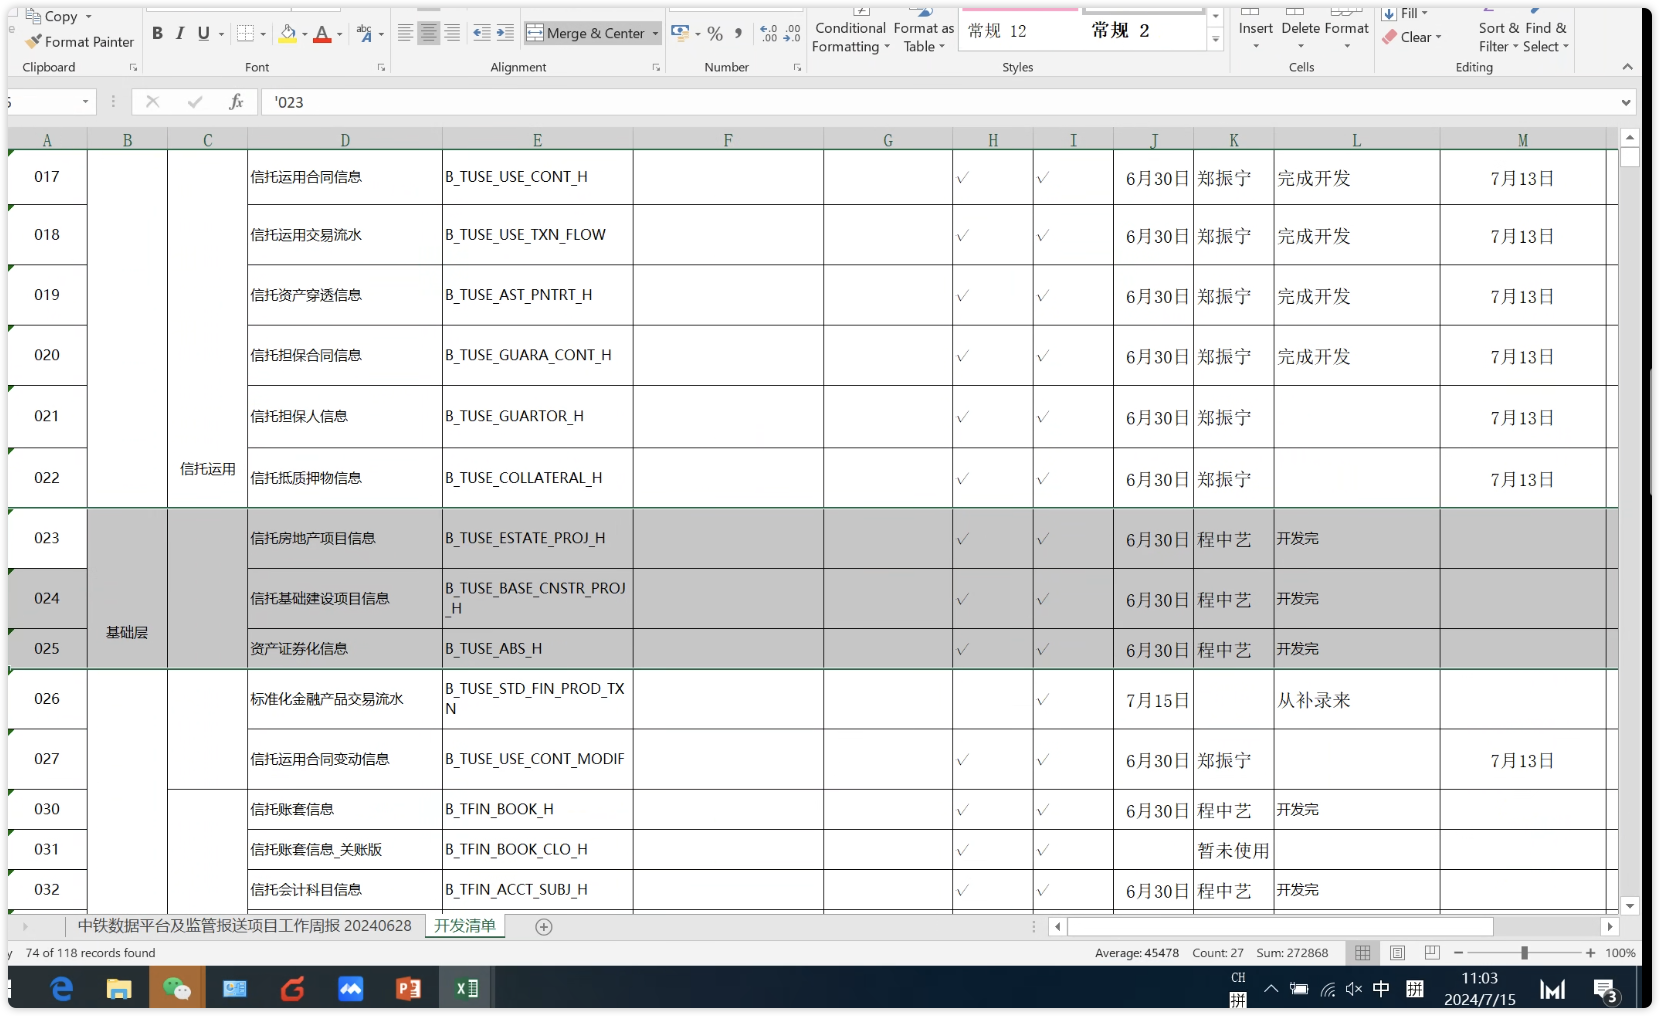 Copy
Format Painter
Clipboard
B I U
Font
Merge & Center
Alignment
%
Number
Conditional Formatting
Format as Table
常规 12
常规 2
Styles
Insert Delete Format
Cells
Fill
Clear
Sort & Filter
Find & Select
Editing
fx
'023
A B C D E F G H I J K L M
017 信托运用合同信息 B_TUSE_USE_CONT_H √ √ 6月30日 郑振宁 完成开发 7月13日
018 信托运用交易流水 B_TUSE_USE_TXN_FLOW √ √ 6月30日 郑振宁 完成开发 7月13日
019 信托资产穿透信息 B_TUSE_AST_PNTRT_H √ √ 6月30日 郑振宁 完成开发 7月13日
020 信托担保合同信息 B_TUSE_GUARA_CONT_H √ √ 6月30日 郑振宁 完成开发 7月13日
021 信托担保人信息 B_TUSE_GUARTOR_H √ √ 6月30日 郑振宁 7月13日
信托运用
022 信托抵质押物信息 B_TUSE_COLLATERAL_H √ √ 6月30日 郑振宁 7月13日
023 信托房地产项目信息 B_TUSE_ESTATE_PROJ_H √ √ 6月30日 程中艺 开发完
024 信托基础建设项目信息 B_TUSE_BASE_CNSTR_PROJ_H √ √ 6月30日 程中艺 开发完
基础层
025 资产证券化信息 B_TUSE_ABS_H √ √ 6月30日 程中艺 开发完
026 标准化金融产品交易流水 B_TUSE_STD_FIN_PROD_TXN √ 7月15日 从补录来
027 信托运用合同变动信息 B_TUSE_USE_CONT_MODIF √ √ 6月30日 郑振宁 7月13日
030 信托账套信息 B_TFIN_BOOK_H √ √ 6月30日 程中艺 开发完
031 信托账套信息_关账版 B_TFIN_BOOK_CLO_H √ √ 暂未使用
032 信托会计科目信息 B_TFIN_ACCT_SUBJ_H √ √ 6月30日 程中艺 开发完
中铁数据平台及监管报送项目工作周报 20240628 开发清单
74 of 118 records found
Average: 45478 Count: 27 Sum: 272868
100%
CH
拼
中
拼
11:03
2024/7/15
3